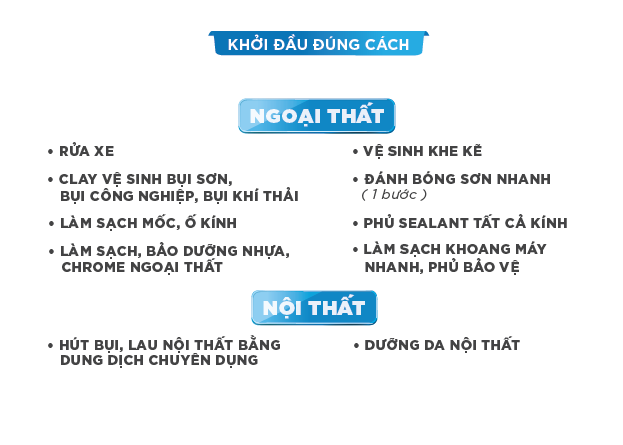 KHỞI ĐẦU ĐÚNG CÁCH
NGOẠI THẤT
• RỬA XE
• CLAY VỆ SINH BỤI SƠN,
BỤI CÔNG NGHIỆP, BỤI KHÍ THẢI
• LÀM SẠCH MỐC, Ố KÍNH
• LÀM SẠCH, BẢO DƯỠNG NHỰA,
CHROME NGOẠI THẤT
• VỆ SINH KHE KẼ
• ĐÁNH BÓNG SƠN NHANH
( 1 bước )
• PHỦ SEALANT TẤT CẢ KÍNH
• LÀM SẠCH KHOANG MÁY
NHANH, PHỦ BẢO VỆ
NỘI THẤT
• HÚT BỤI, LAU NỘI THẤT BẰNG
DUNG DỊCH CHUYÊN DỤNG
• DƯỠNG DA NỘI THẤT